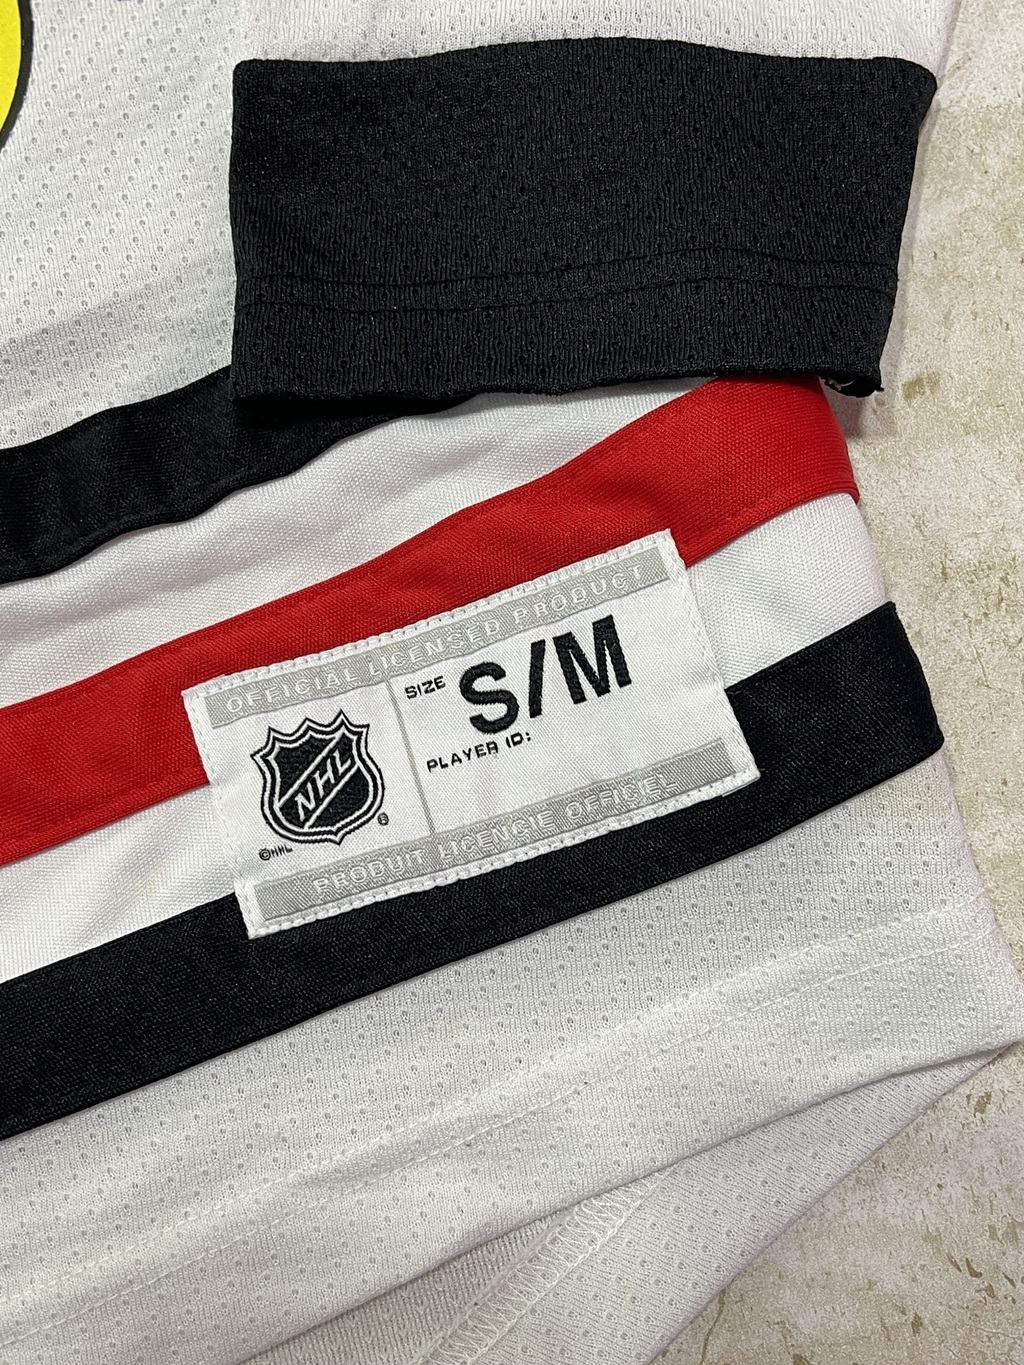 OFFICIAL LICENSED PRODUCT
SIZE S/M
PLAYER ID:
NHL
®
©NHL
PRODUIT LICENCIE OFFICIEL